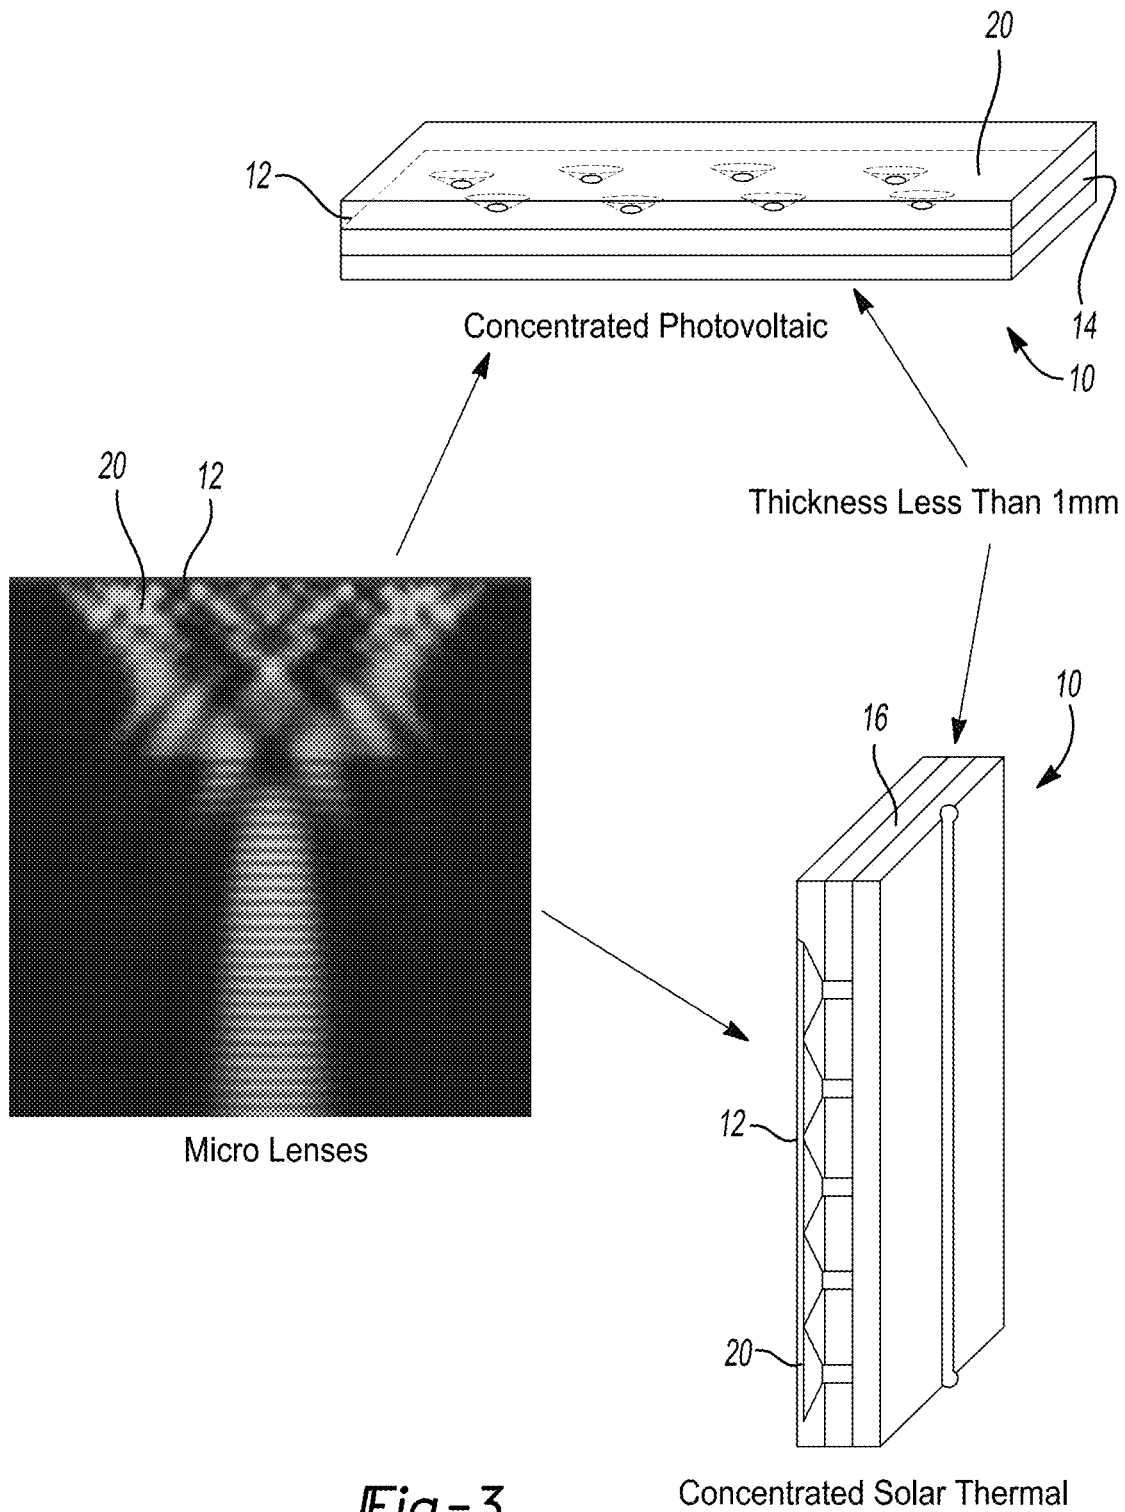 20
12
Concentrated Photovoltaic
14
10
20
12
Thickness Less Than 1mm
10
16
Micro Lenses
12
20
Concentrated Solar Thermal
Fig-3